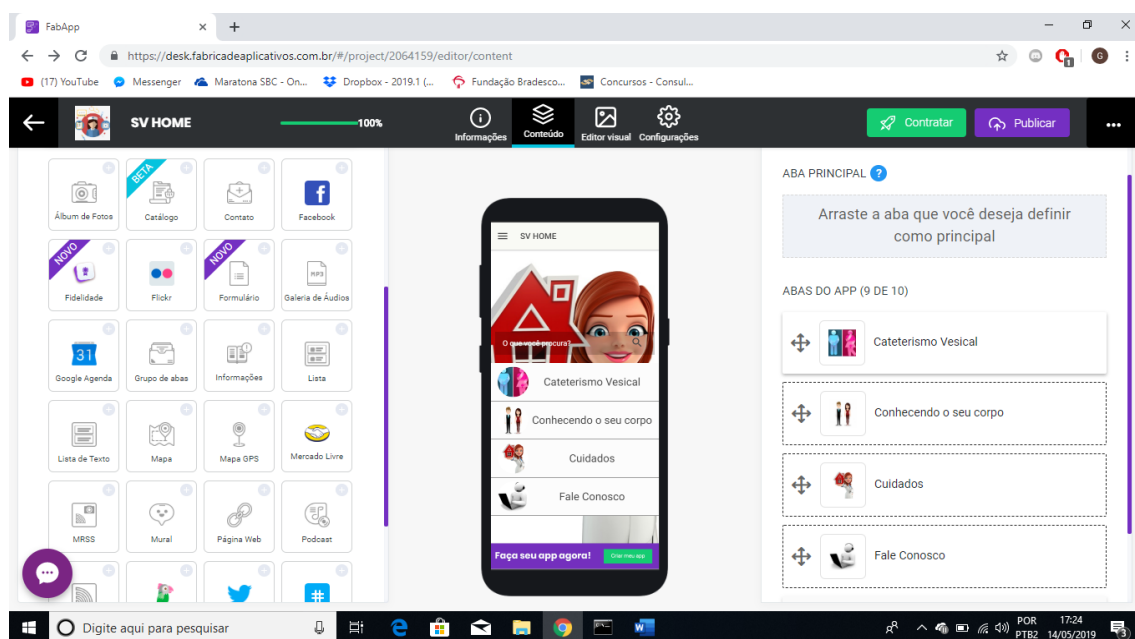 FabApp
https://desk.fabricadeaplicativos.com.br/#/project/2064159/editor/content
G
(17) YouTube
Messenger
Maratona SBC - On...
Dropbox - 2019.1 (...
Fundação Bradesco...
Concursos - Consul...
SV HOME
100%
Informações
Conteúdo
Editor visual
Configurações
Contratar
Publicar
Álbum de Fotos
BETA
Catálogo
Contato
Facebook
NOVO
Fidelidade
Flickr
NOVO
Formulário
MP3
Galeria de Áudios
31
Google Agenda
Grupo de abas
Informações
Lista
Lista de Texto
Mapa
Mapa GPS
Mercado Livre
MRSS
Mural
Página Web
Podcast
SV HOME
O que você procura?
Cateterismo Vesical
Conhecendo o seu corpo
Cuidados
Fale Conosco
Faça seu app agora!
Criar meu app
ABA PRINCIPAL ?
Arraste a aba que você deseja definir
como principal
ABAS DO APP (9 DE 10)
Cateterismo Vesical
Conhecendo o seu corpo
Cuidados
Fale Conosco
Digite aqui para pesquisar
POR
PTB2
17:24
14/05/2019
3